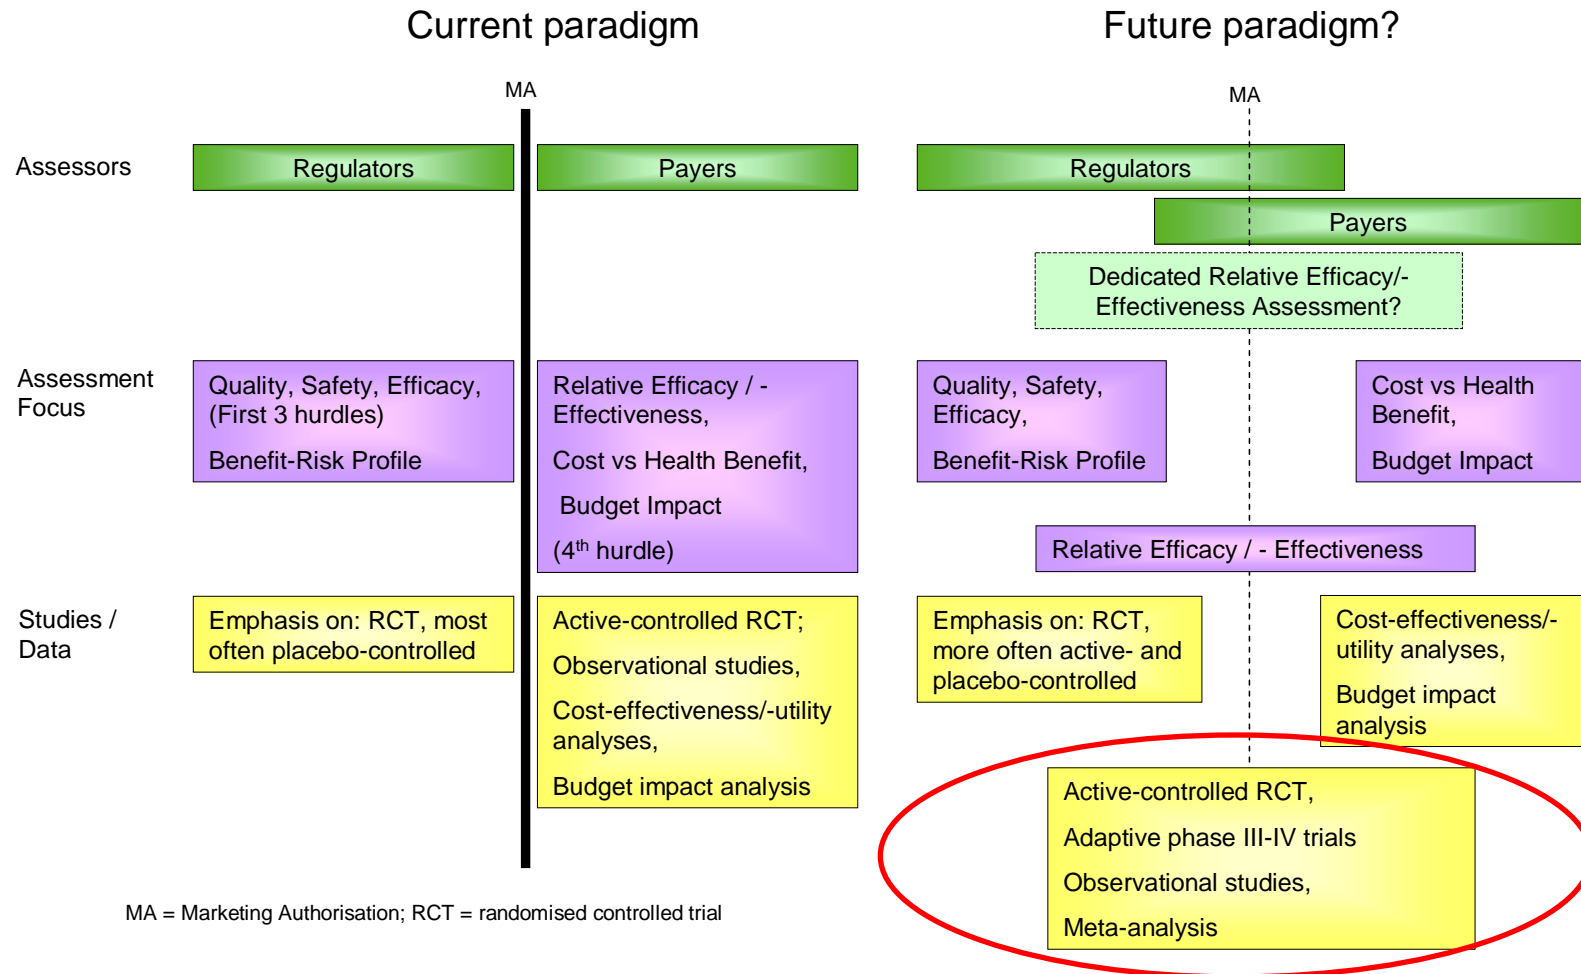 Current paradigm
Future paradigm?
MA
MA
Assessors
Regulators
Payers
Regulators
Payers
Dedicated Relative Efficacy/-
Effectiveness Assessment?
Assessment
Focus
Quality, Safety, Efficacy,
(First 3 hurdles)
Benefit-Risk Profile
Relative Efficacy / -
Effectiveness,
Cost vs Health Benefit,
Budget Impact
(4th hurdle)
Quality, Safety,
Efficacy,
Benefit-Risk Profile
Cost vs Health
Benefit,
Budget Impact
Relative Efficacy / - Effectiveness
Studies /
Data
Emphasis on: RCT, most
often placebo-controlled
Active-controlled RCT;
Observational studies,
Cost-effectiveness/-utility
analyses,
Budget impact analysis
Emphasis on: RCT,
more often active- and
placebo-controlled
Cost-effectiveness/-
utility analyses,
Budget impact
analysis
Active-controlled RCT,
Adaptive phase III-IV trials
Observational studies,
Meta-analysis
MA = Marketing Authorisation; RCT = randomised controlled trial